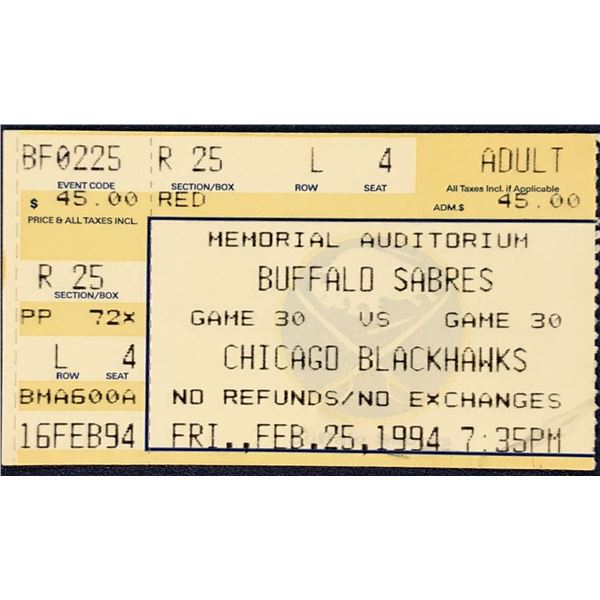 BF0225 R 25 L 4 ADULT
EVENT CODE SECTION/BOX ROW SEAT All Taxes Incl. if Applicable
$ 45.00 RED ADM.$ 45.00
PRICE & ALL TAXES INCL.
MEMORIAL AUDITORIUM
R 25 BUFFALO SABRES
SECTION/BOX
PP 72x GAME 30 VS GAME 30
L 4 CHICAGO BLACKHAWKS
ROW SEAT
BMA600A NO REFUNDS/NO EXCHANGES
16FEB94 FRI.,FEB.25,1994 7:35PM